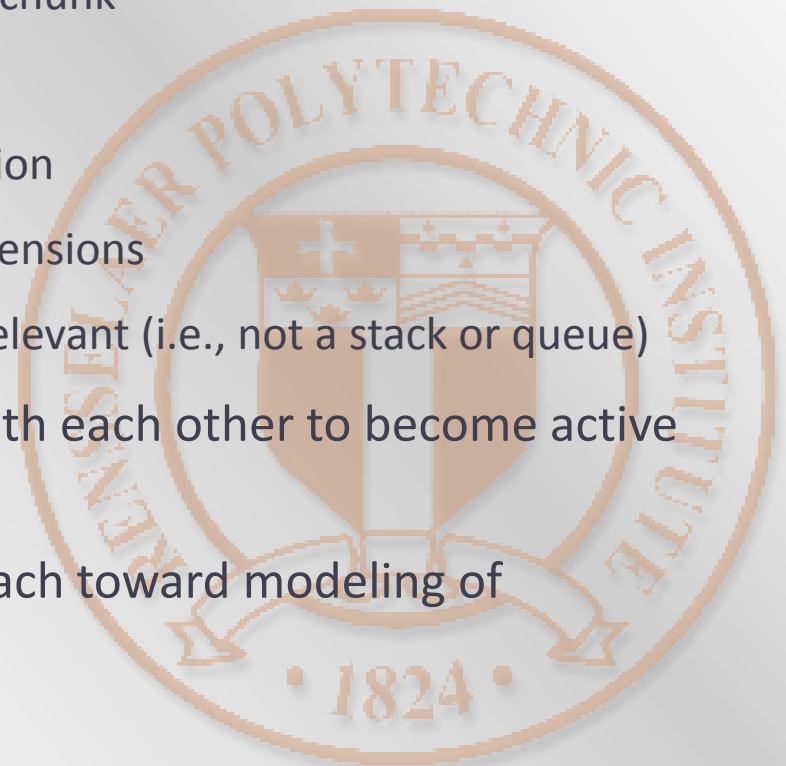 chunk
ion
ensions
elevant (i.e., not a stack or queue)
th each other to become active
ach toward modeling of
RENSSELAER POLYTECHNIC INSTITUTE
• 1824 •